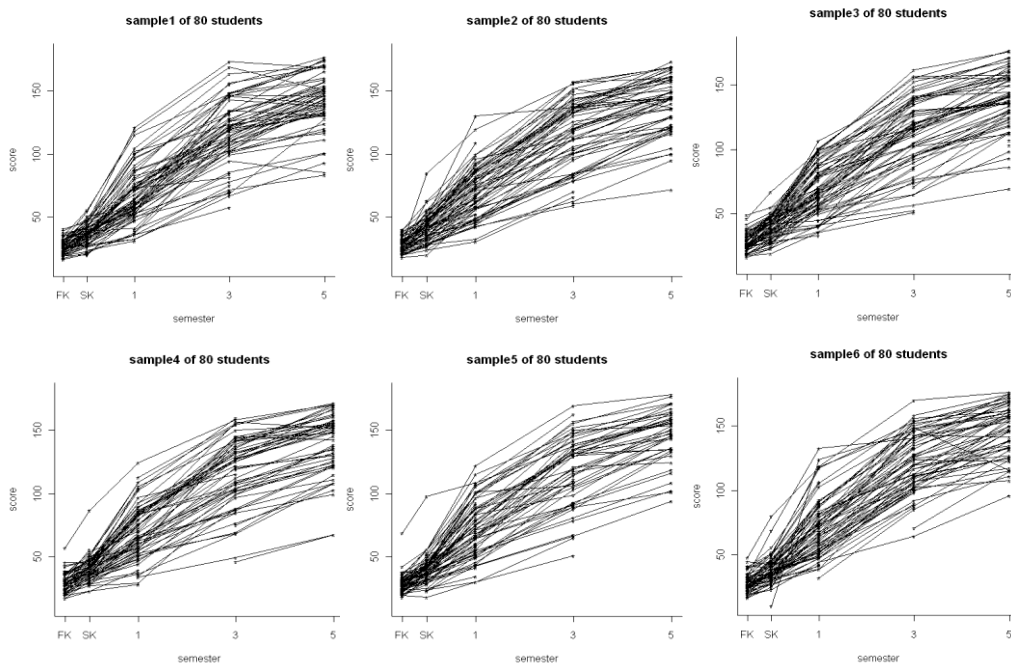 sample1 of 80 students
score
150
100
50
FK SK 1 3 5
semester
sample2 of 80 students
score
150
100
50
FK SK 1 3 5
semester
sample3 of 80 students
score
150
100
50
FK SK 1 3 5
semester
sample4 of 80 students
score
150
100
50
FK SK 1 3 5
semester
sample5 of 80 students
score
150
100
50
FK SK 1 3 5
semester
sample6 of 80 students
score
150
100
50
FK SK 1 3 5
semester